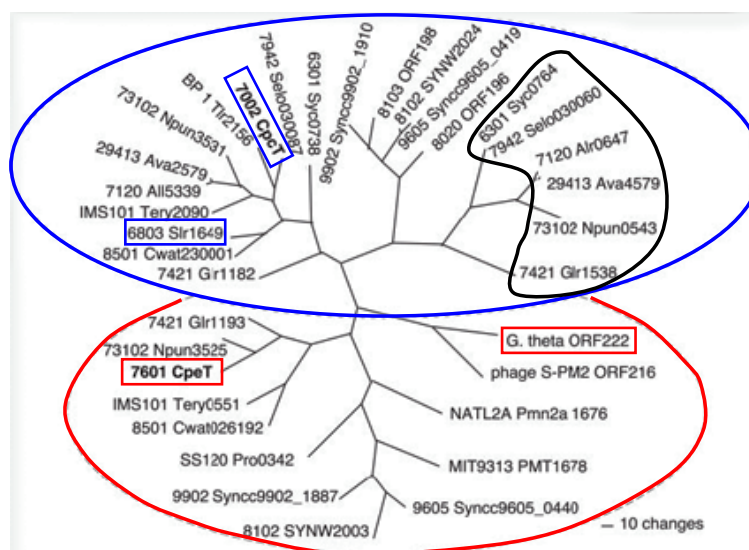 9902 Syncc9902_1910
8103 ORF198
8102 SYNW2024
9605 Syncc9605_0419
8020 ORF196
6301 Syc0764
7942 Selo030060
7120 Alr0647
29413 Ava4579
73102 Npun0543
7421 Glr1538
6301 Syc0738
7942 Selo030087
7002 CpcT
BP 1 Tlr2156
73102 Npun3531
29413 Ava2579
7120 All5339
IMS101 Tery2090
6803 Slr1649
8501 Cwat230001
7421 Glr1182
7421 Glr1193
73102 Npun3525
7601 CpeT
IMS101 Tery0551
8501 Cwat026192
SS120 Pro0342
9902 Syncc9902_1887
8102 SYNW2003
9605 Syncc9605_0440
MIT9313 PMT1678
NATL2A Pmn2a 1676
phage S-PM2 ORF216
G. theta ORF222
10 changes